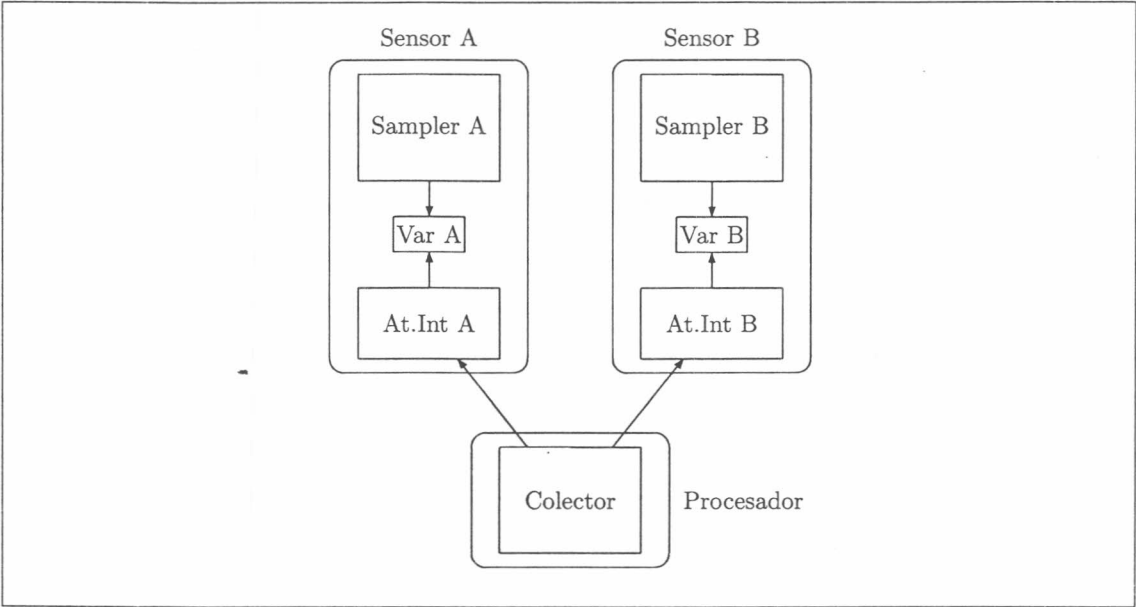 Sensor A
Sensor B
Sampler A
Sampler B
Var A
Var B
At.Int A
At.Int B
Colector
Procesador